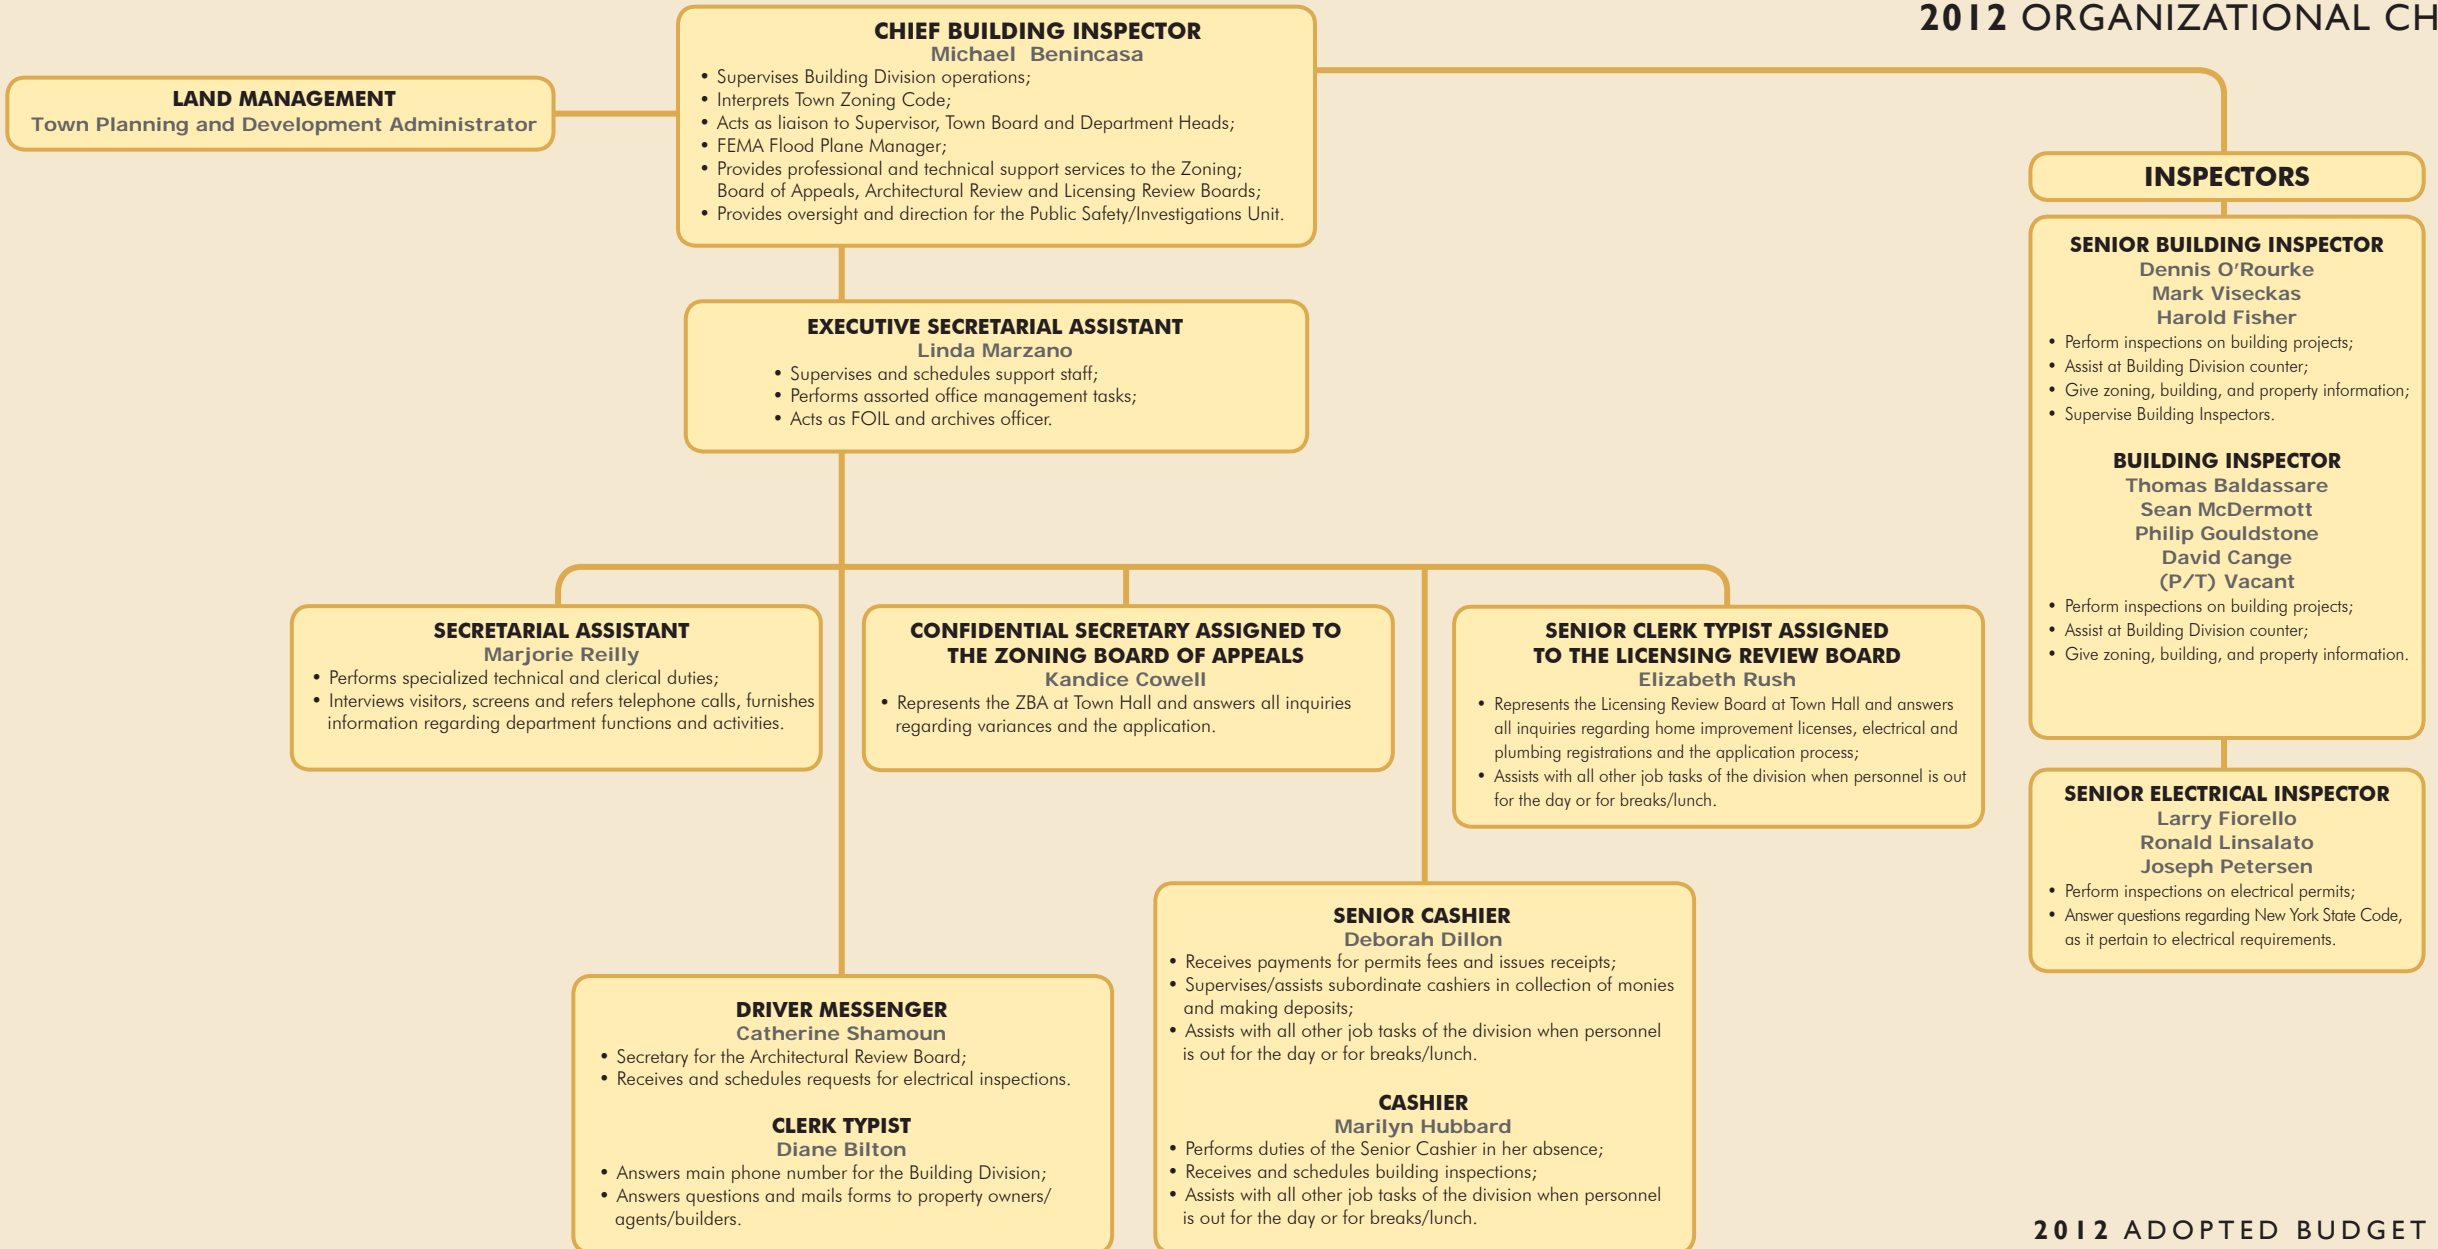 2012 ORGANIZATIONAL CH
CHIEF BUILDING INSPECTOR
Michael Benincasa
• Supervises Building Division operations;
• Interprets Town Zoning Code;
• Acts as liaison to Supervisor, Town Board and Department Heads;
• FEMA Flood Plane Manager;
• Provides professional and technical support services to the Zoning;
Board of Appeals, Architectural Review and Licensing Review Boards;
• Provides oversight and direction for the Public Safety/Investigations Unit.
LAND MANAGEMENT
Town Planning and Development Administrator
EXECUTIVE SECRETARIAL ASSISTANT
Linda Marzano
• Supervises and schedules support staff;
• Performs assorted office management tasks;
• Acts as FOIL and archives officer.
SECRETARIAL ASSISTANT
Marjorie Reilly
• Performs specialized technical and clerical duties;
• Interviews visitors, screens and refers telephone calls, furnishes
information regarding department functions and activities.
CONFIDENTIAL SECRETARY ASSIGNED TO
THE ZONING BOARD OF APPEALS
Kandice Cowell
• Represents the ZBA at Town Hall and answers all inquiries
regarding variances and the application.
SENIOR CLERK TYPIST ASSIGNED
TO THE LICENSING REVIEW BOARD
Elizabeth Rush
• Represents the Licensing Review Board at Town Hall and answers
all inquiries regarding home improvement licenses, electrical and
plumbing registrations and the application process;
• Assists with all other job tasks of the division when personnel is out
for the day or for breaks/lunch.
DRIVER MESSENGER
Catherine Shamoun
• Secretary for the Architectural Review Board;
• Receives and schedules requests for electrical inspections.
CLERK TYPIST
Diane Bilton
• Answers main phone number for the Building Division;
• Answers questions and mails forms to property owners/
agents/builders.
SENIOR CASHIER
Deborah Dillon
• Receives payments for permits fees and issues receipts;
• Supervises/assists subordinate cashiers in collection of monies
and making deposits;
• Assists with all other job tasks of the division when personnel
is out for the day or for breaks/lunch.
CASHIER
Marilyn Hubbard
• Performs duties of the Senior Cashier in her absence;
• Receives and schedules building inspections;
• Assists with all other job tasks of the division when personnel
is out for the day or for breaks/lunch.
INSPECTORS
SENIOR BUILDING INSPECTOR
Dennis O'Rourke
Mark Viseckas
Harold Fisher
• Perform inspections on building projects;
• Assist at Building Division counter;
• Give zoning, building, and property information;
• Supervise Building Inspectors.
BUILDING INSPECTOR
Thomas Baldassare
Sean McDermott
Philip Gouldstone
David Cange
(P/T) Vacant
• Perform inspections on building projects;
• Assist at Building Division counter;
• Give zoning, building, and property information.
SENIOR ELECTRICAL INSPECTOR
Larry Fiorello
Ronald Linsalato
Joseph Petersen
• Perform inspections on electrical permits;
• Answer questions regarding New York State Code,
as it pertain to electrical requirements.
2012 ADOPTED BUDGET